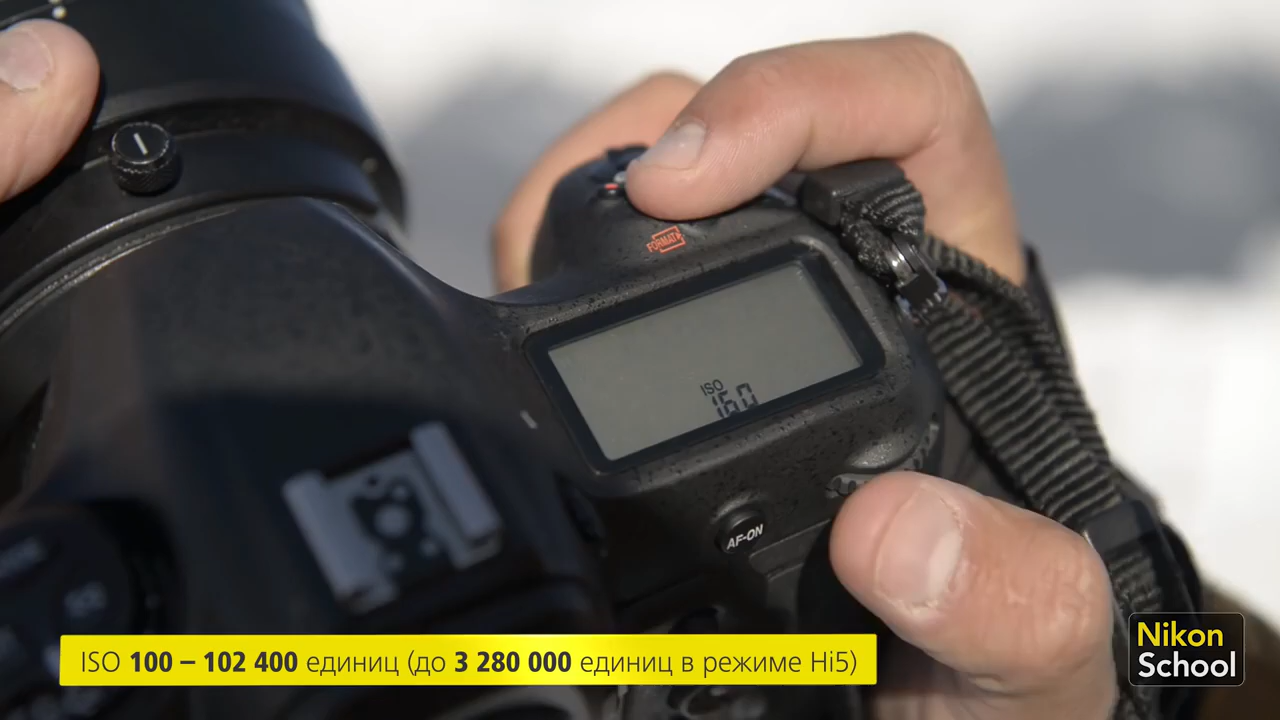 FORMAT
ISO
160
AF-ON
ISO 100 – 102 400 единиц (до 3 280 000 единиц в режиме Hi5)
Nikon
School